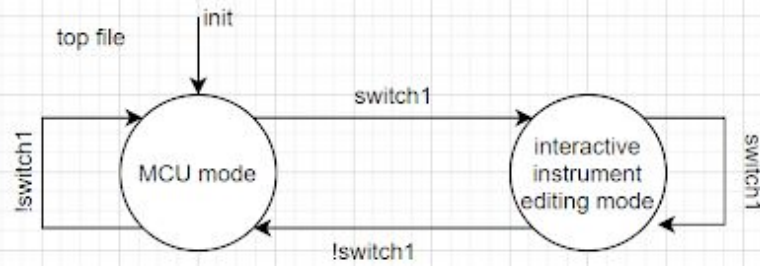 init
top file
switch1
!switch1
MCU mode
interactive
instrument
editing mode
switch1
!switch1